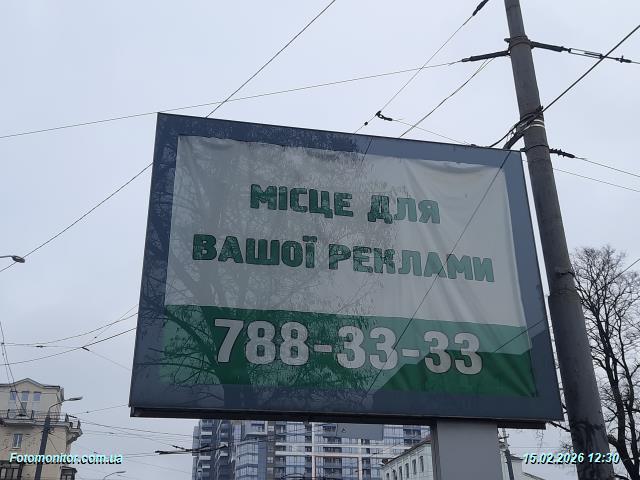 МІСЦЕ ДЛЯ
ВАШОЇ РЕКЛАМИ
788-33-33
Fotomonitor.com.ua
15.02.2026 12:30